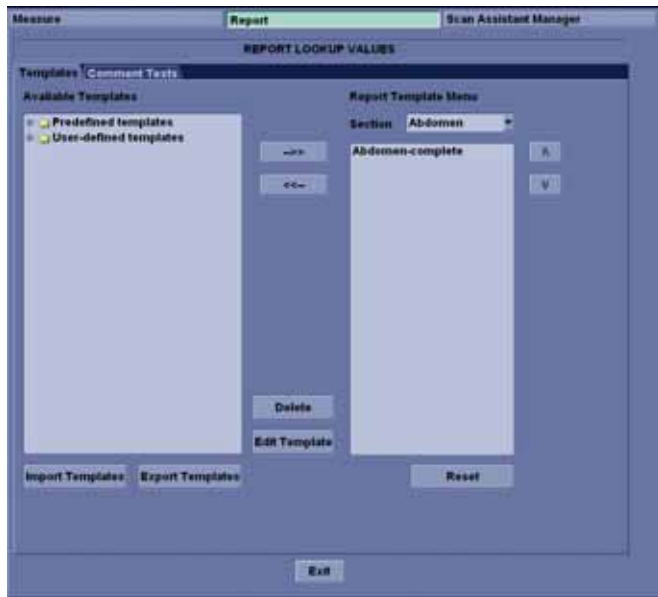 Measure Report Scan Assistant Manager
REPORT LOOKUP VALUES
Templates Comment Texts
Available Templates Report Template Menu
Predefined templates Section Abdomen
User-defined templates
-->> Abdomen-complete Λ
<<-- V
Delete
Edit Template
Import Templates Export Templates Reset
Exit